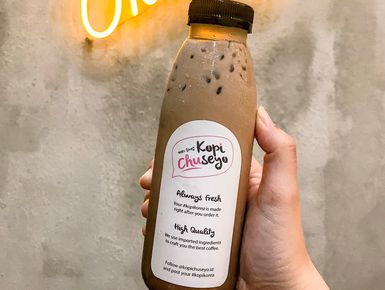 Kopi
Chuseyo
Always Fresh
Your #kopikorea is made
right after you order it.
High Quality
We use imported ingredients
to craft you the best coffee.
Follow @kopichuseyo.id
and post your #kopikorea